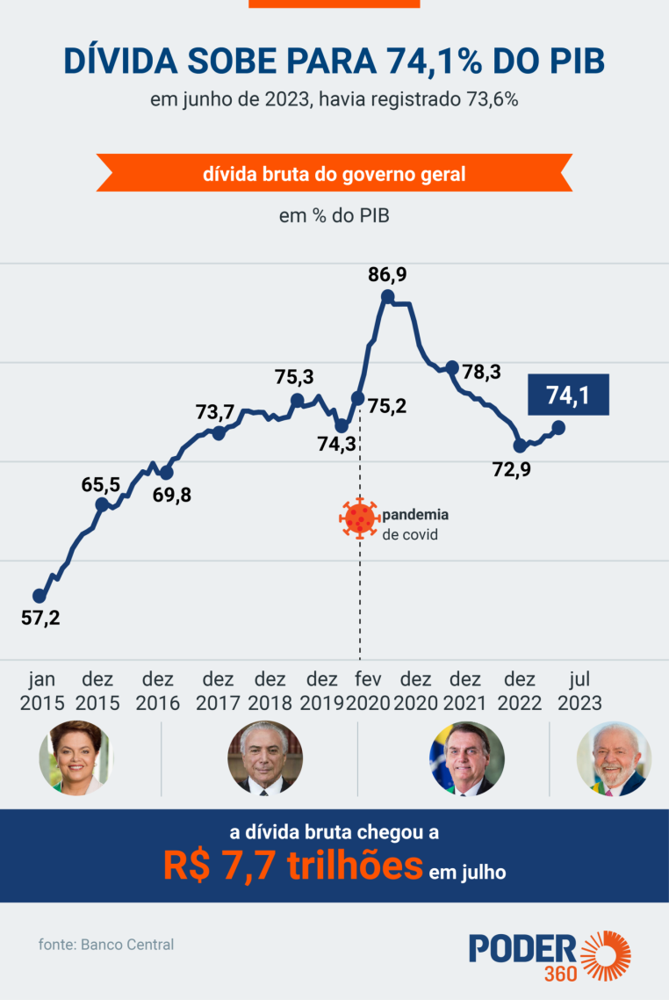 DÍVIDA SOBE PARA 74,1% DO PIB
em junho de 2023, havia registrado 73,6%
dívida bruta do governo geral
em % do PIB
86,9
78,3
75,3
74,1
75,2
73,7
74,3
72,9
65,5
69,8
pandemia
de covid
57,2
jan dez dez dez dez dez fev dez dez dez jul
2015 2015 2016 2017 2018 2019 2020 2020 2021 2022 2023
a dívida bruta chegou a
R$ 7,7 trilhões em julho
fonte: Banco Central
PODER
360